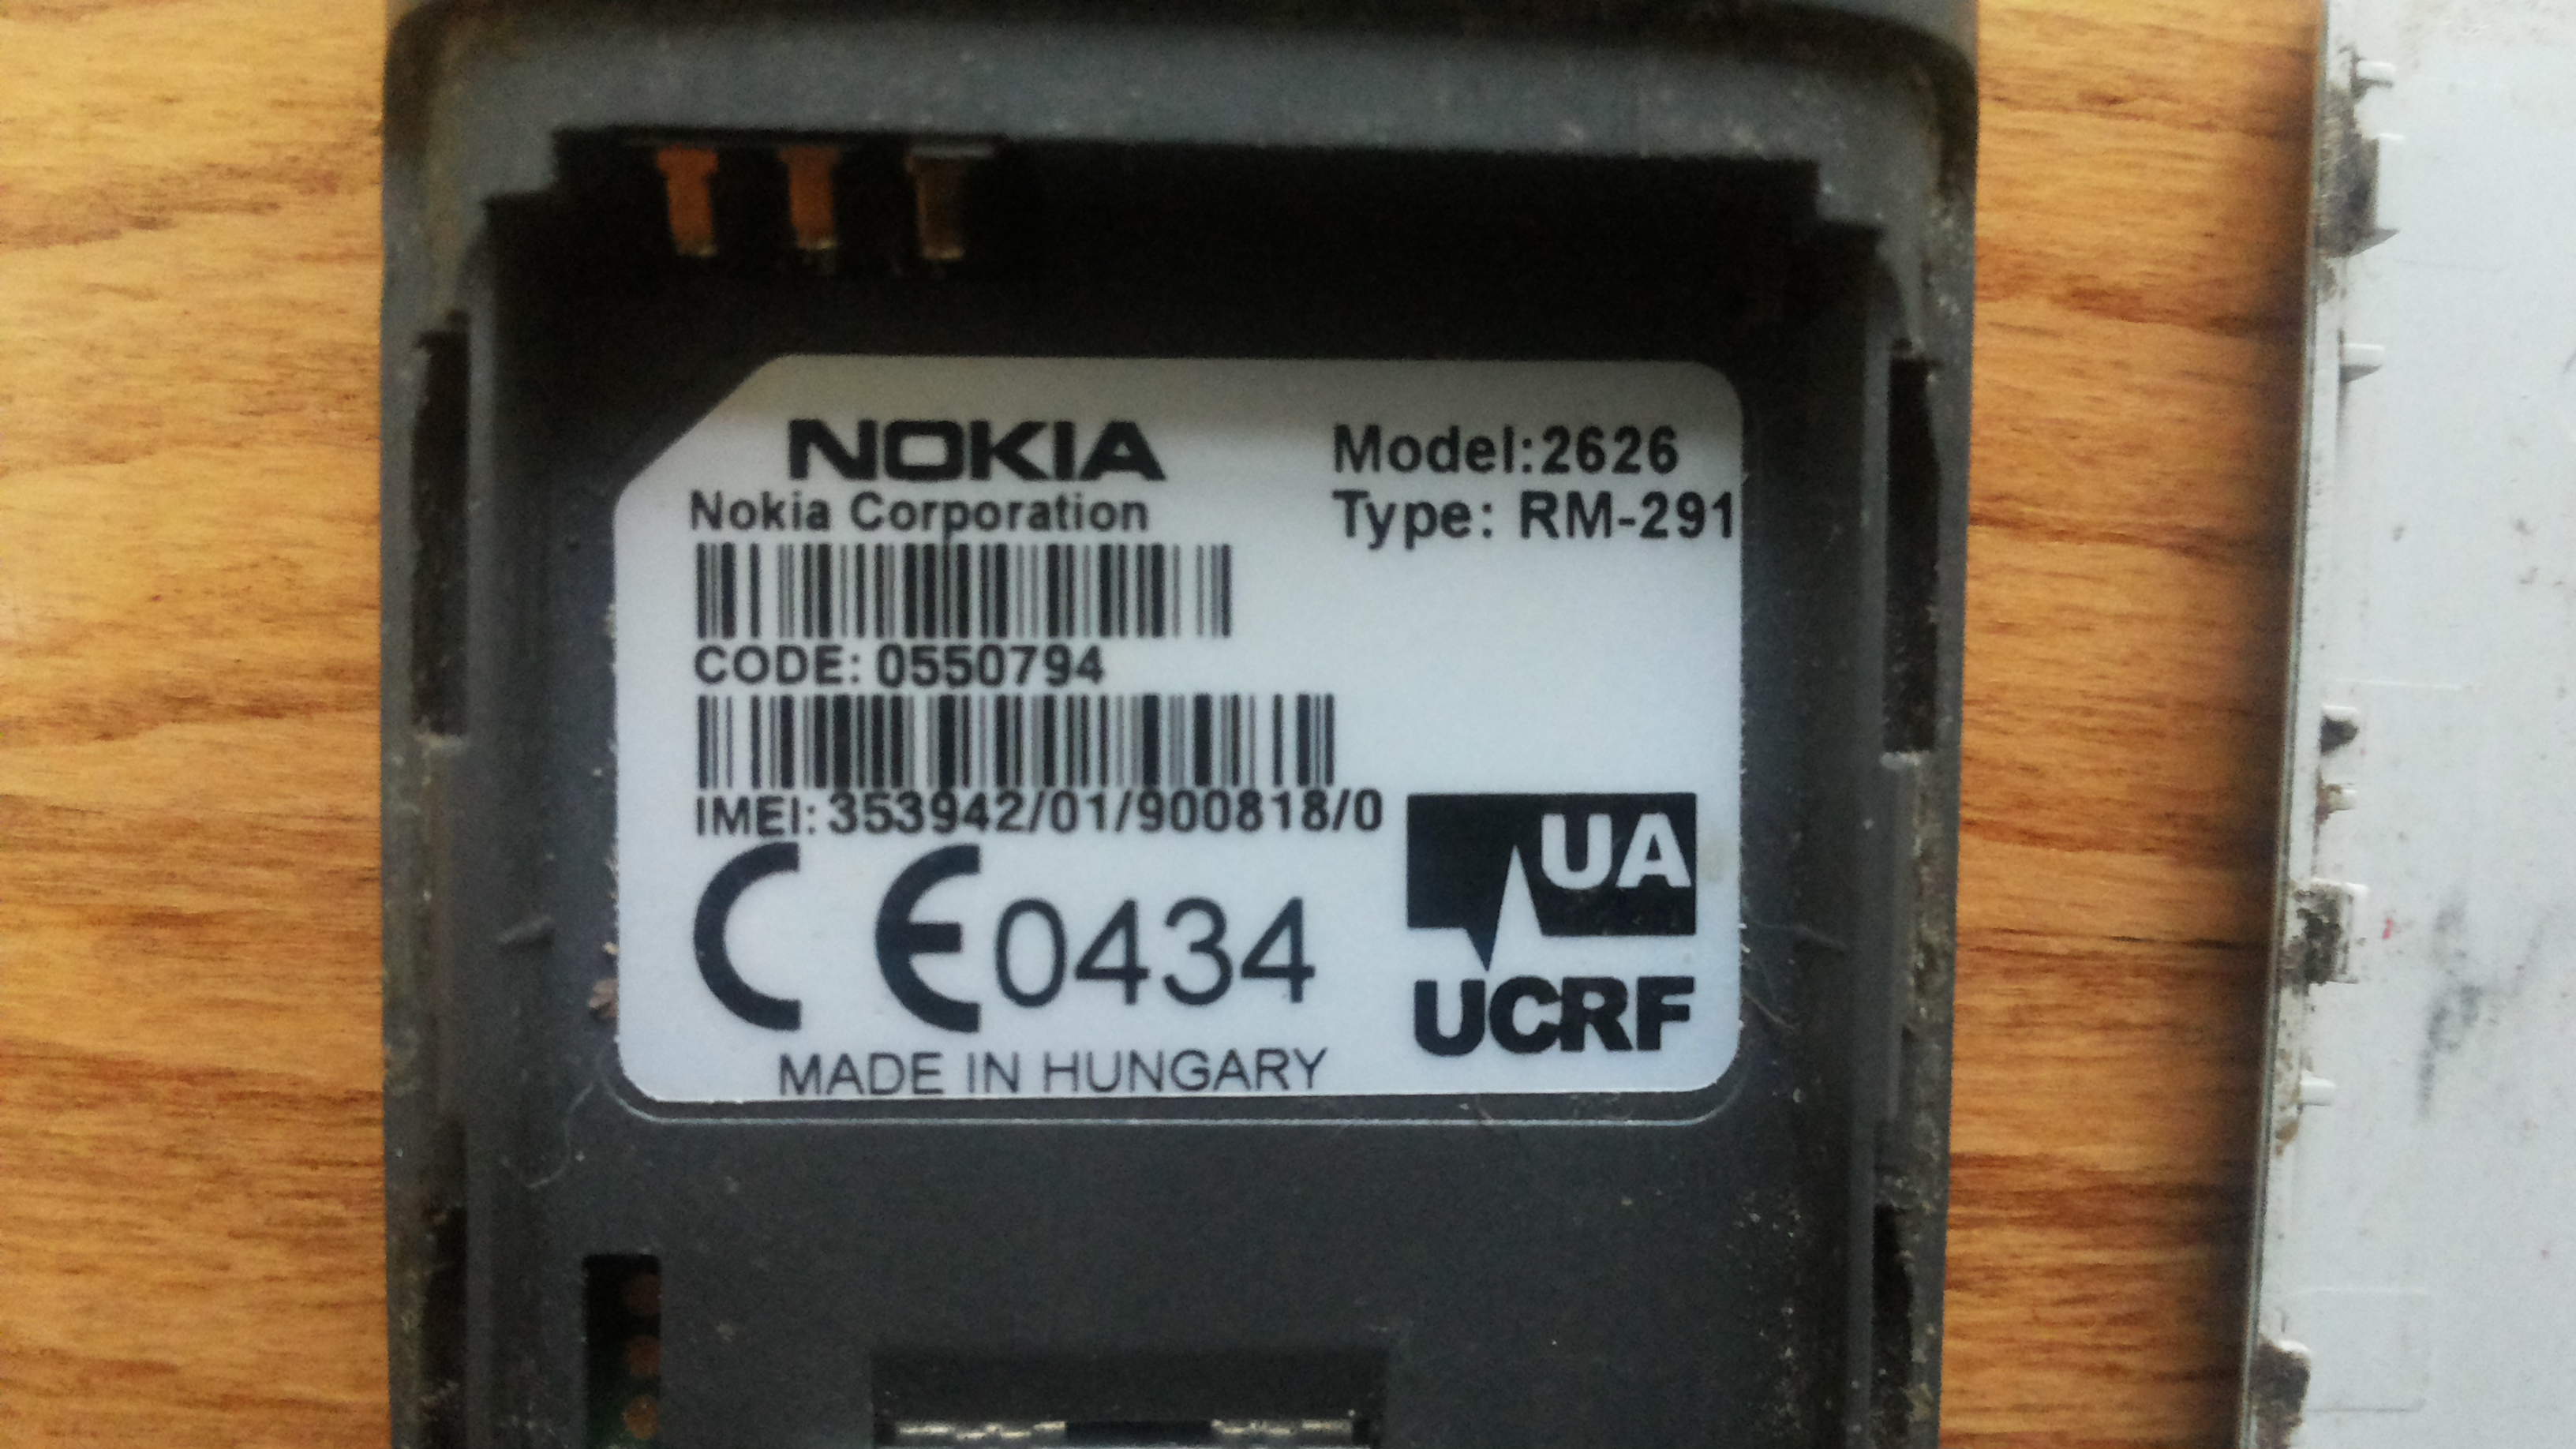 NOKIA
Nokia Corporation
Model:2626
Type: RM-291
CODE: 0550794
IMEI: 353942/01/900818/0
CE0434
UA
UCRF
MADE IN HUNGARY